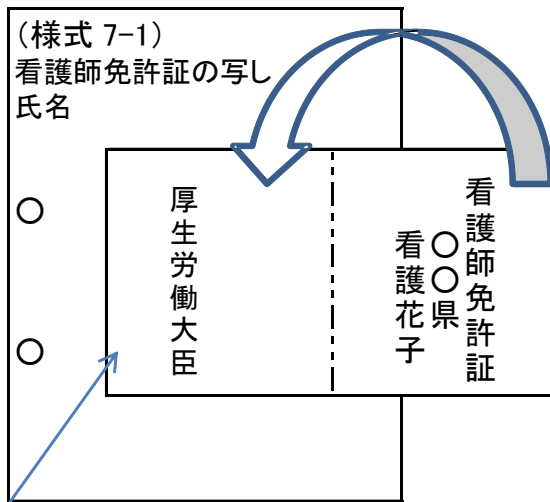 (様式 7-1)
看護師免許証の写し
氏名
看護師免許証
〇〇県
看護花子
厚生労働大臣